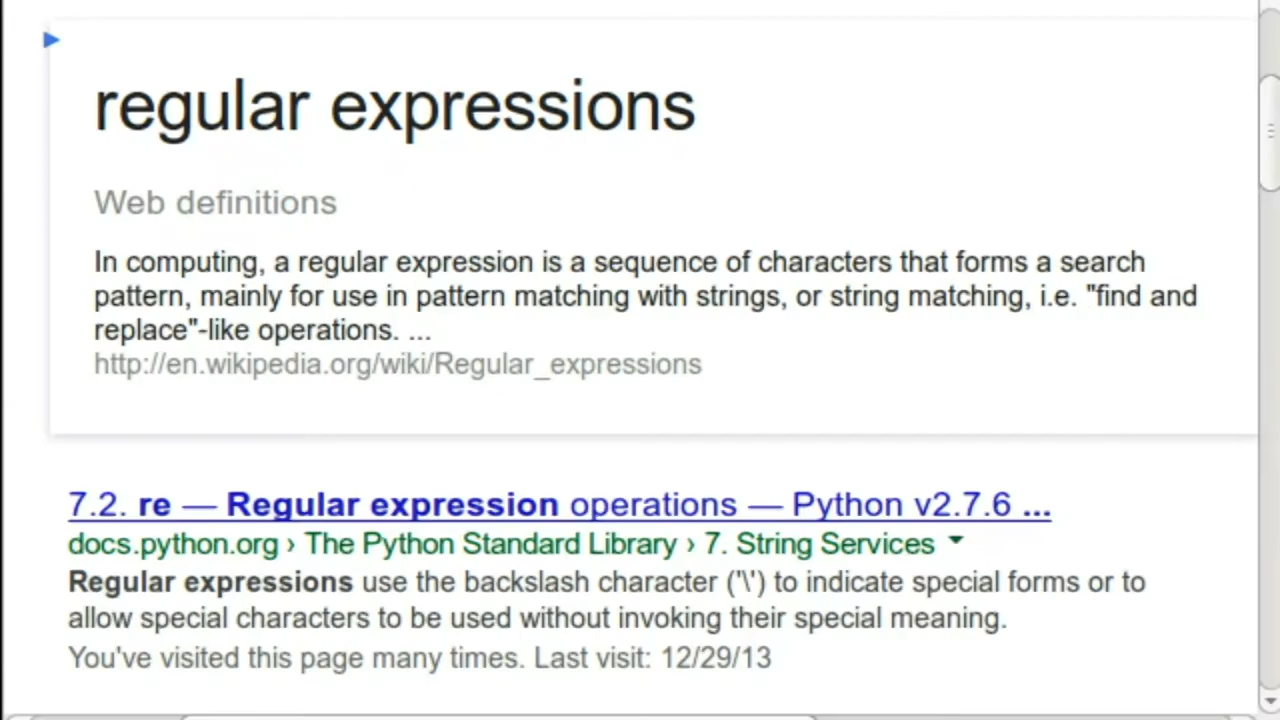 regular expressions
Web definitions
In computing, a regular expression is a sequence of characters that forms a search
pattern, mainly for use in pattern matching with strings, or string matching, i.e. "find and
replace"-like operations. ...
http://en.wikipedia.org/wiki/Regular_expressions
7.2. re — Regular expression operations — Python v2.7.6 ...
docs.python.org › The Python Standard Library › 7. String Services
Regular expressions use the backslash character ('\') to indicate special forms or to
allow special characters to be used without invoking their special meaning.
You've visited this page many times. Last visit: 12/29/13